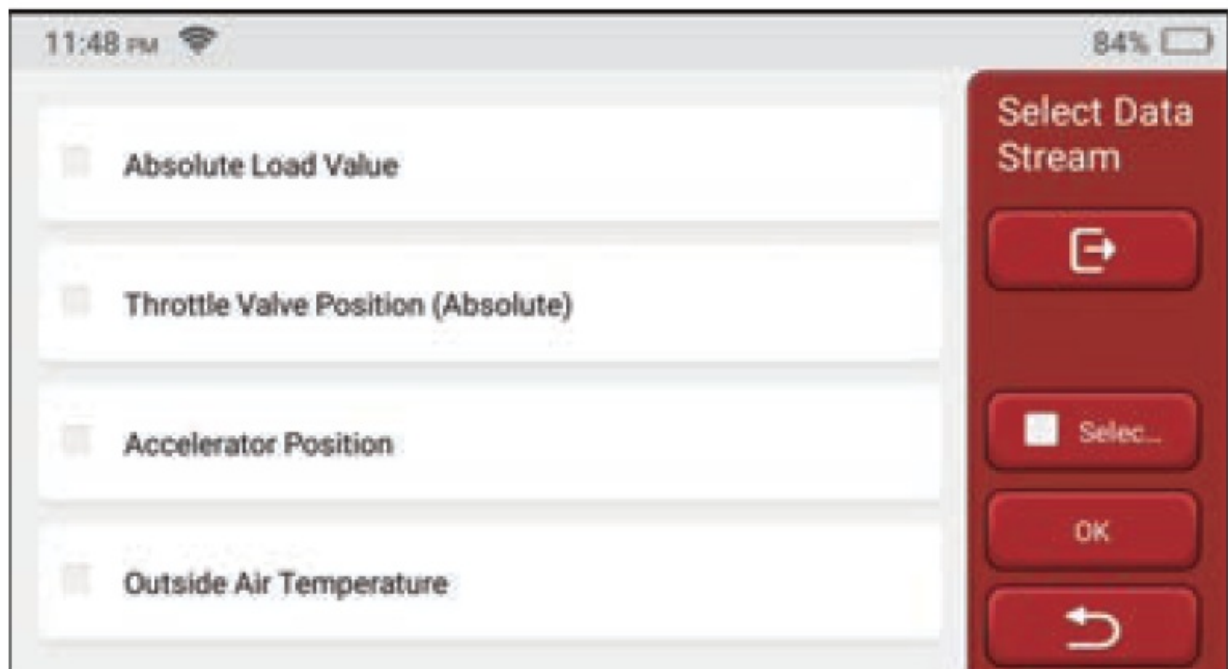 11:48 PM
84%
Absolute Load Value
Throttle Valve Position (Absolute)
Accelerator Position
Outside Air Temperature
Select Data
Stream
Selec...
OK